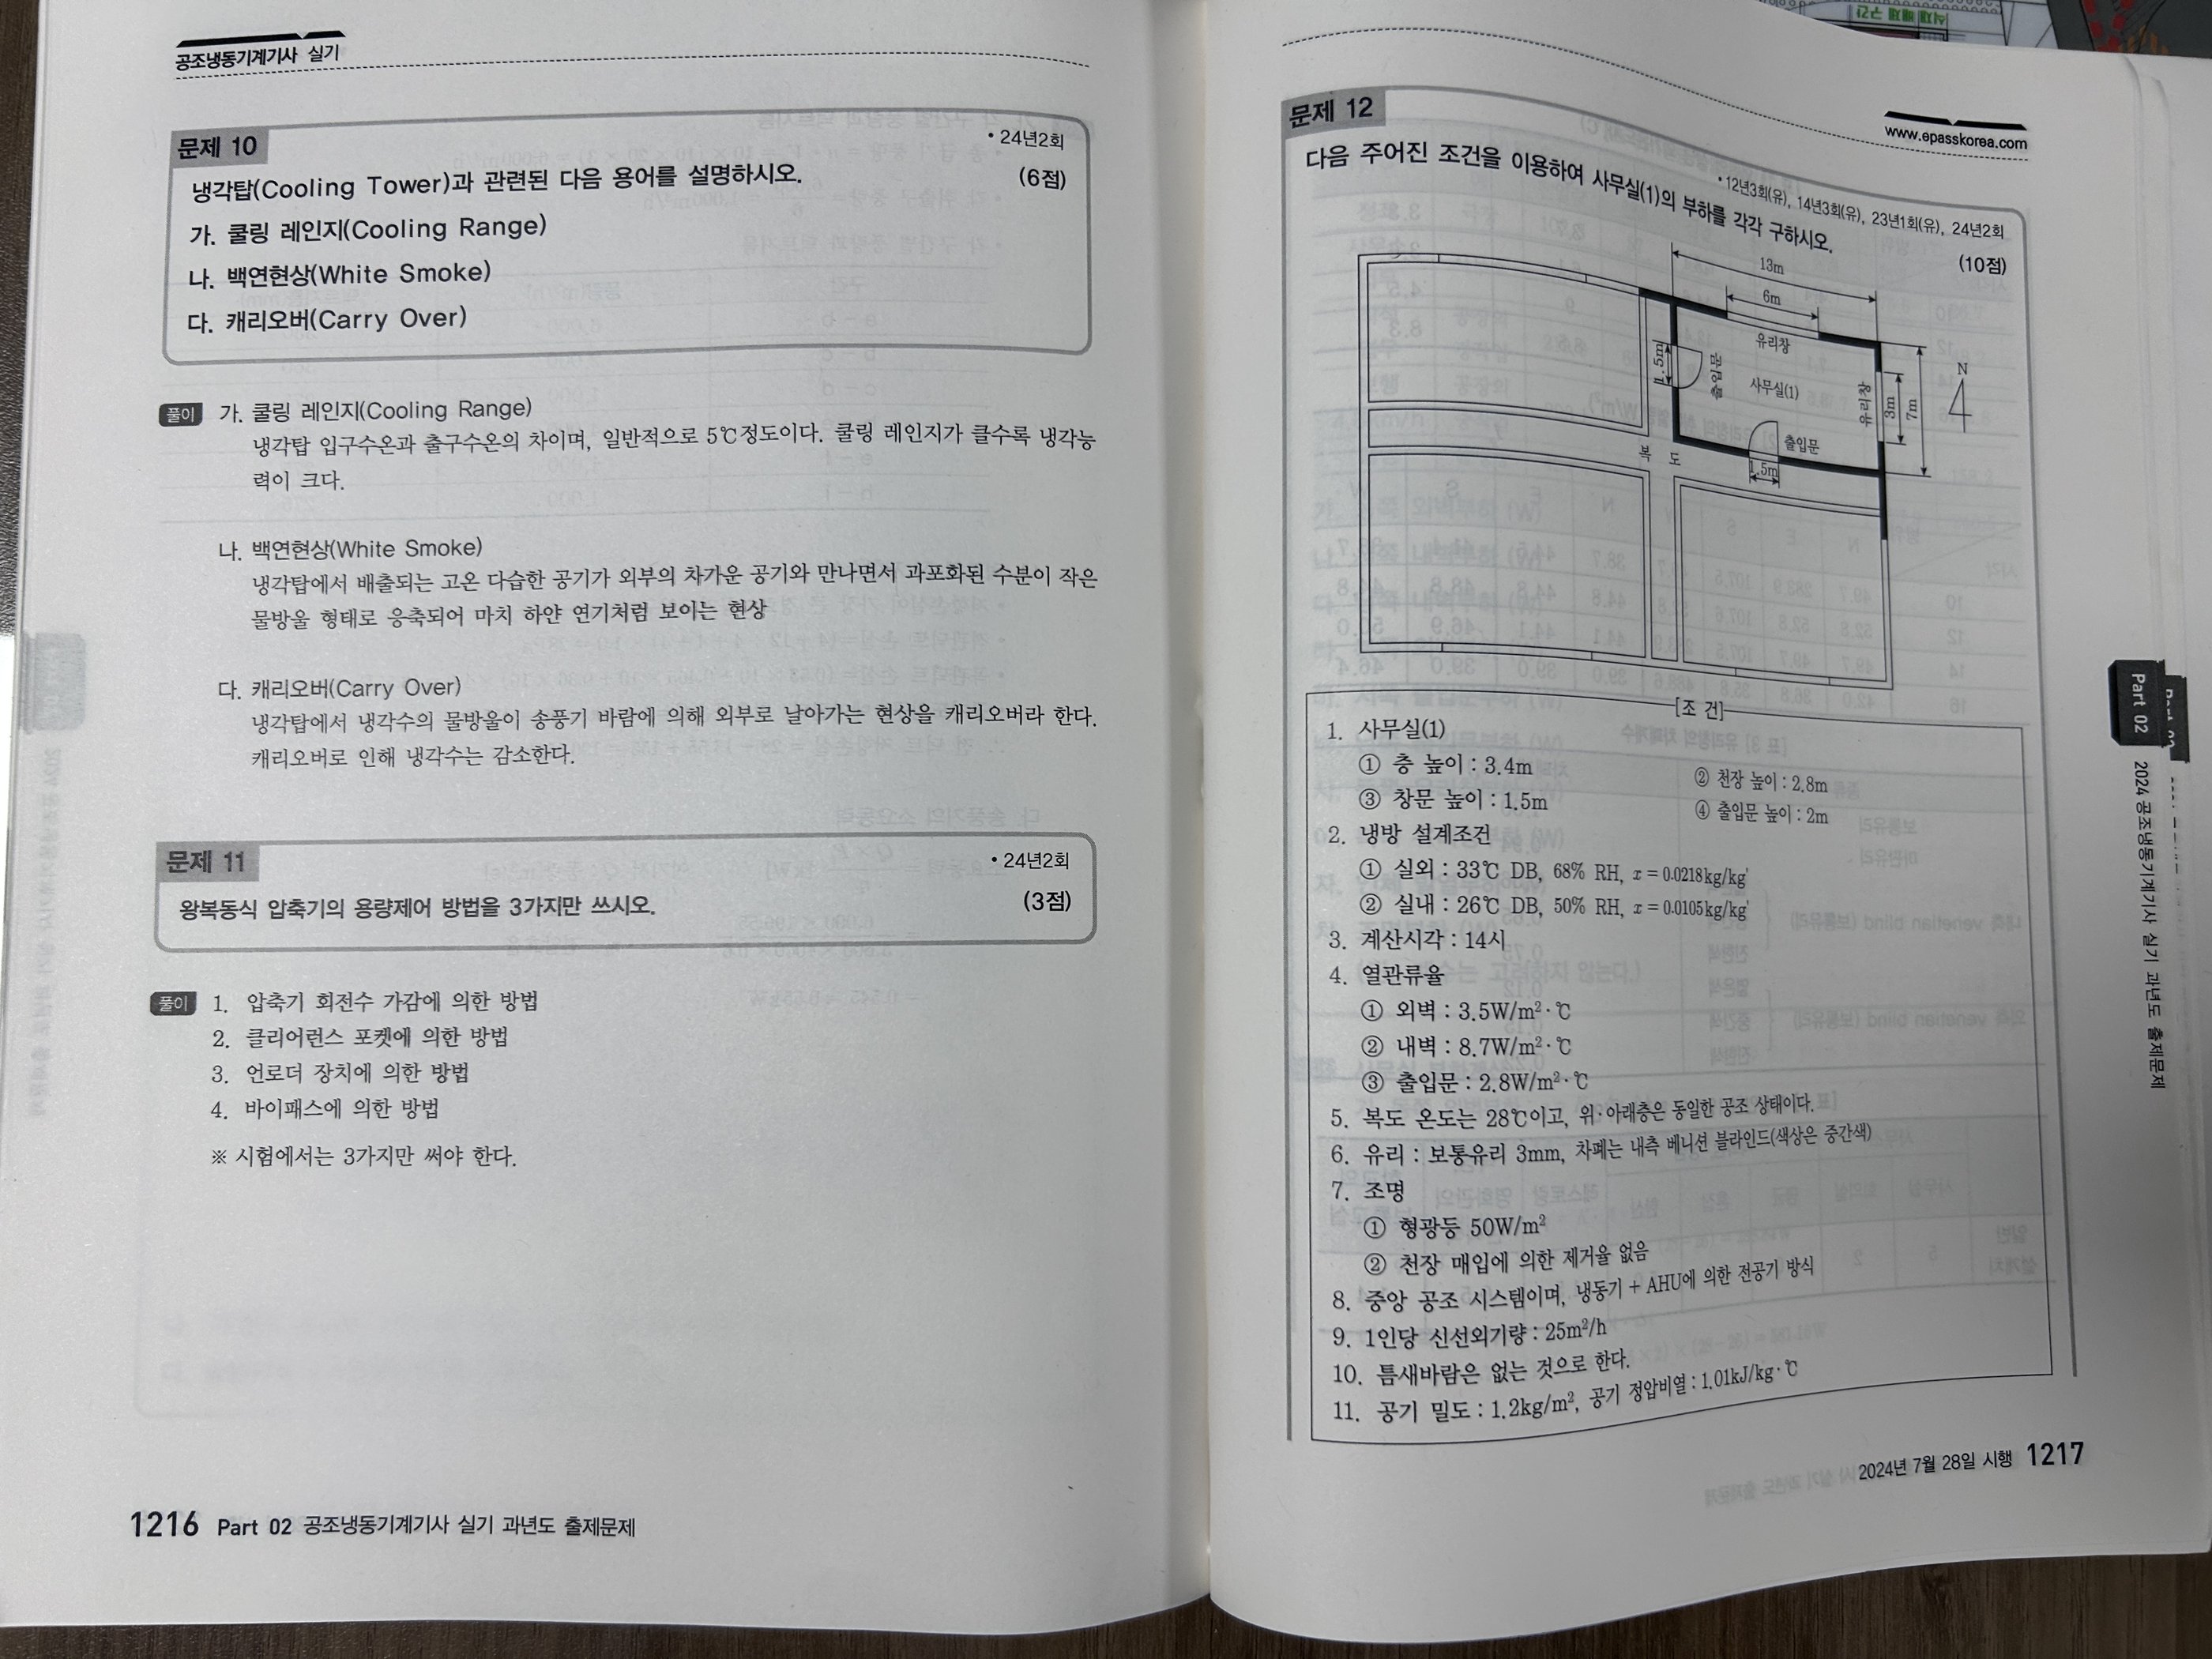 공조냉동기계기사 실기
문제 10
• 24년2회
냉각탑(Cooling Tower)과 관련된 다음 용어를 설명하시오.
(6점)
가. 쿨링 레인지(Cooling Range)
나. 백연현상(White Smoke)
다. 캐리오버(Carry Over)
풀이
가. 쿨링 레인지(Cooling Range)
냉각탑 입구수온과 출구수온의 차이며, 일반적으로 5℃정도이다. 쿨링 레인지가 클수록 냉각능
력이 크다.
나. 백연현상(White Smoke)
냉각탑에서 배출되는 고온 다습한 공기가 외부의 차가운 공기와 만나면서 과포화된 수분이 작은
물방울 형태로 응축되어 마치 하얀 연기처럼 보이는 현상
다. 캐리오버(Carry Over)
냉각탑에서 냉각수의 물방울이 송풍기 바람에 의해 외부로 날아가는 현상을 캐리오버라 한다.
캐리오버로 인해 냉각수는 감소한다.
문제 11
• 24년2회
왕복동식 압축기의 용량제어 방법을 3가지만 쓰시오.
(3점)
풀이
1. 압축기 회전수 가감에 의한 방법
2. 클리어런스 포켓에 의한 방법
3. 언로더 장치에 의한 방법
4. 바이패스에 의한 방법
※ 시험에서는 3가지만 써야 한다.
1216 Part 02 공조냉동기계기사 실기 과년도 출제문제
www.epasskorea.com
문제 12
• 12년3회(유), 14년3회(유), 23년1회(유), 24년2회
다음 주어진 조건을 이용하여 사무실(1)의 부하를 각각 구하시오.
(10점)
13m
6m
유리창
1.5m
출입문
사무실(1)
유리창
3m
7m
N
출입문
1.5m
복 도
[조 건]
1. 사무실(1)
① 층 높이 : 3.4m
② 천장 높이 : 2.8m
③ 창문 높이 : 1.5m
④ 출입문 높이 : 2m
2. 냉방 설계조건
① 실외 : 33℃ DB, 68% RH, x = 0.0218kg/kg'
② 실내 : 26℃ DB, 50% RH, x = 0.0105kg/kg'
3. 계산시각 : 14시
4. 열관류율
① 외벽 : 3.5W/m²·℃
② 내벽 : 8.7W/m²·℃
③ 출입문 : 2.8W/m²·℃
5. 복도 온도는 28℃이고, 위·아래층은 동일한 공조 상태이다.
6. 유리 : 보통유리 3mm, 차폐는 내측 베니션 블라인드(색상은 중간색)
7. 조명
① 형광등 50W/m²
② 천장 매입에 의한 제거율 없음
8. 중앙 공조 시스템이며, 냉동기 + AHU에 의한 전공기 방식
9. 1인당 신선외기량 : 25m²/h
10. 틈새바람은 없는 것으로 한다.
11. 공기 밀도 : 1.2kg/m², 공기 정압비열 : 1.01kJ/kg·℃
Part 02
2024 공조냉동기계기사 실기 과년도 출제문제
2024년 7월 28일 시행 1217